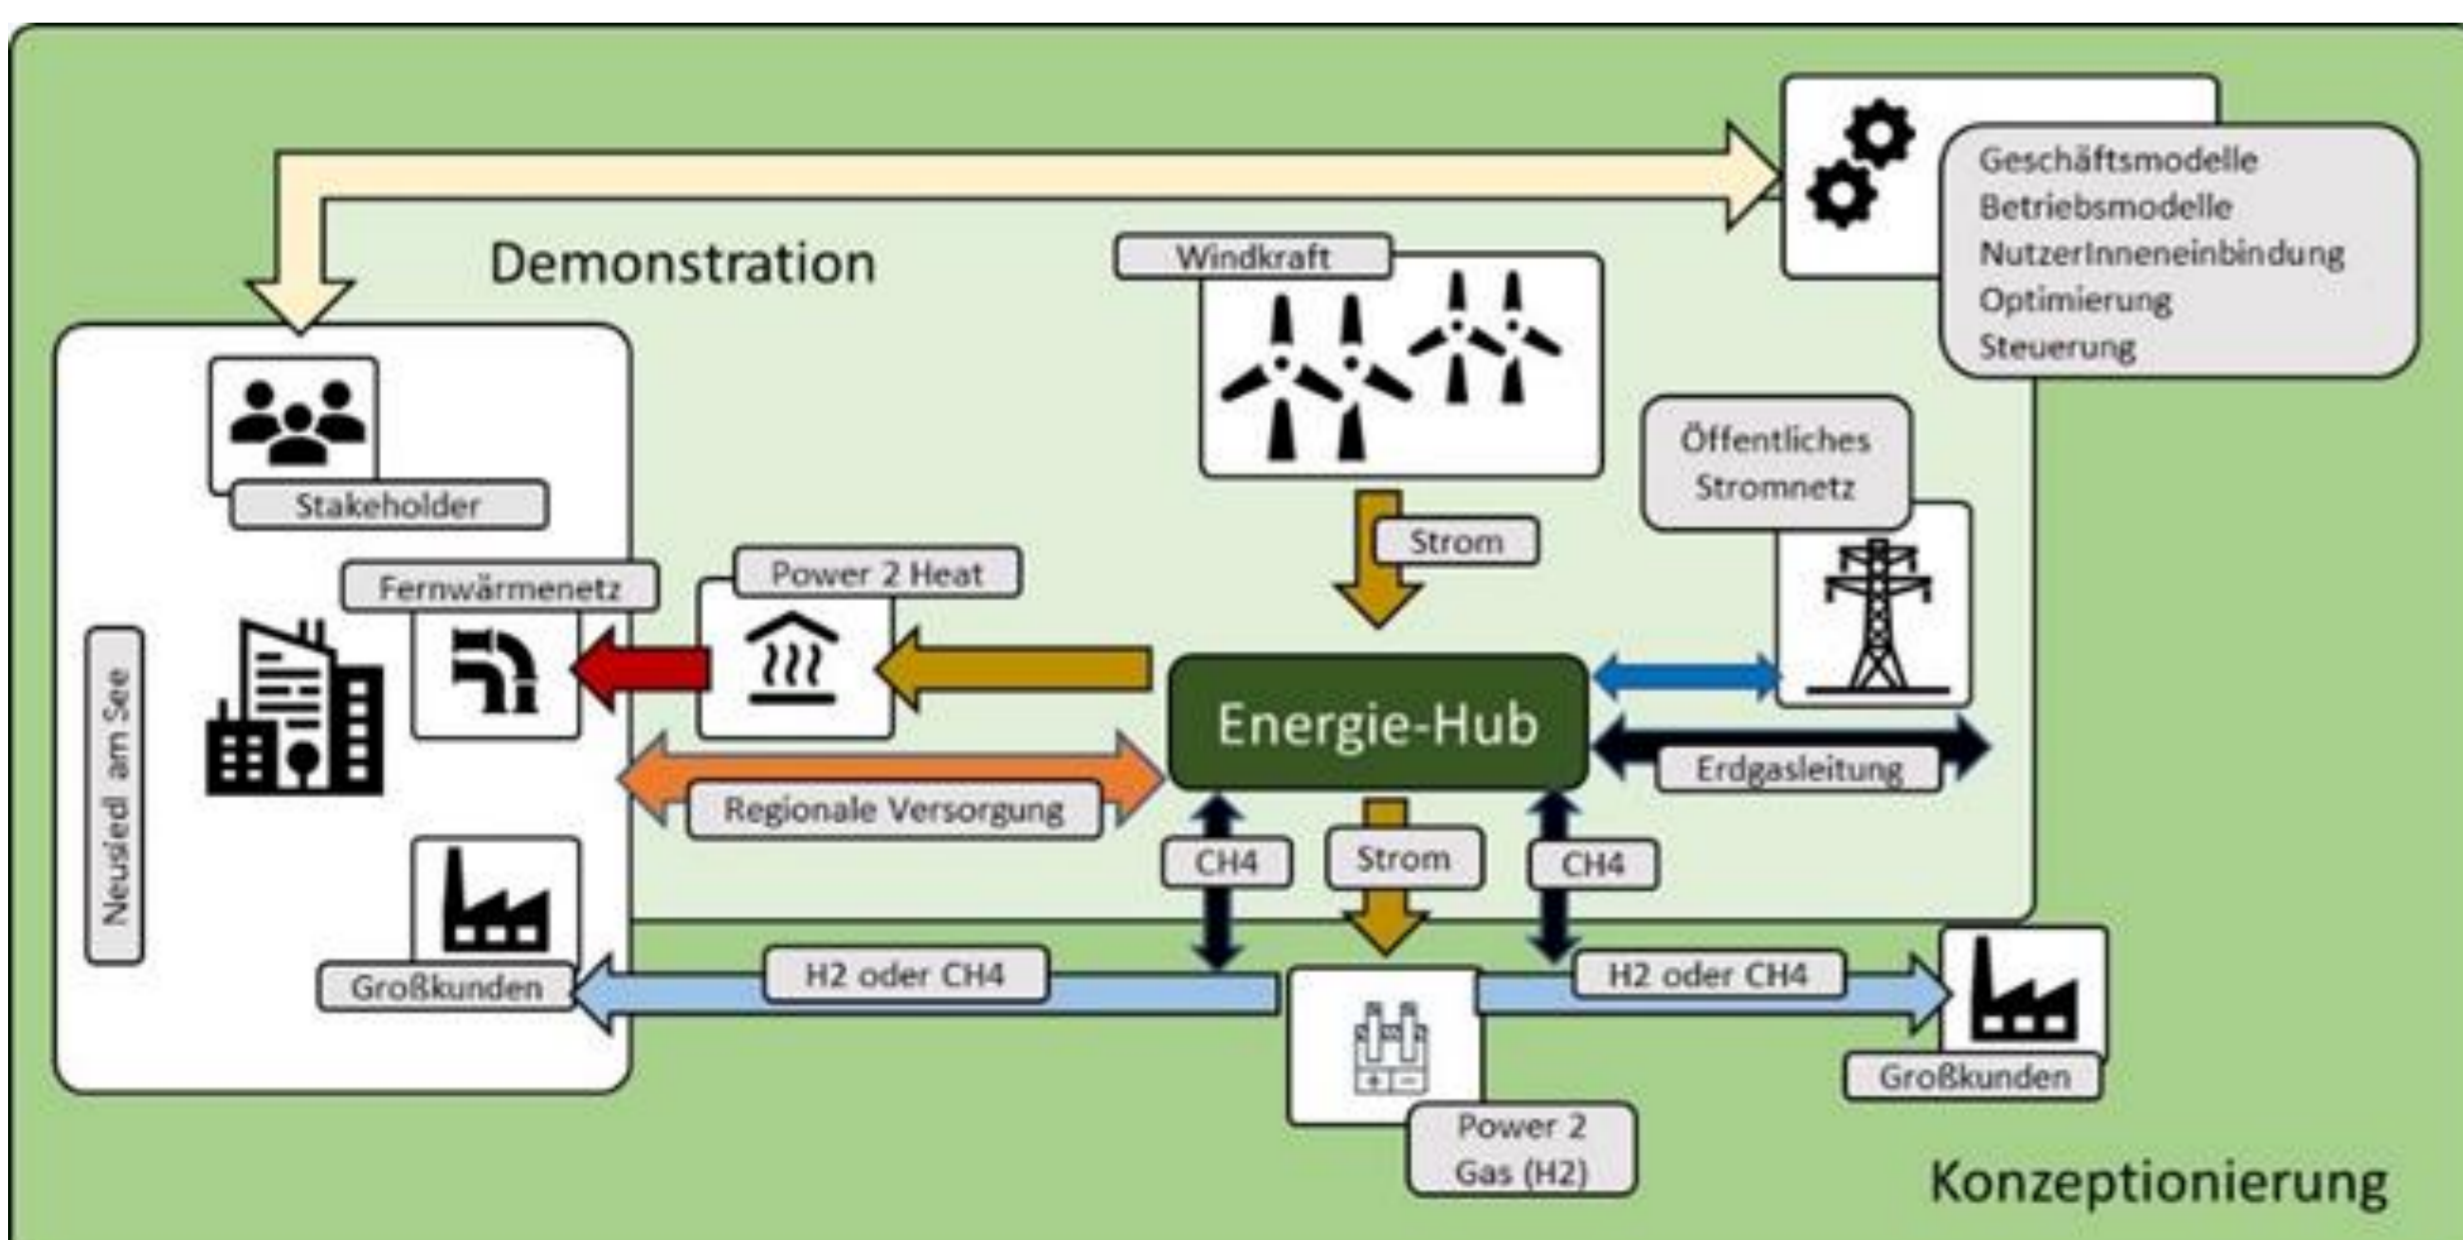 Geschäftsmodelle
Betriebsmodelle
NutzerInneneinbindung
Optimierung
Steuerung
Demonstration
Windkraft
Öffentliches
Stromnetz
Stakeholder
Strom
Fernwärmenetz
Power 2 Heat
Neusiedl am See
Energie-Hub
Erdgasleitung
Regionale Versorgung
CH4
Strom
CH4
Großkunden
H2 oder CH4
H2 oder CH4
+ −
Großkunden
Power 2
Gas (H2)
Konzeptionierung